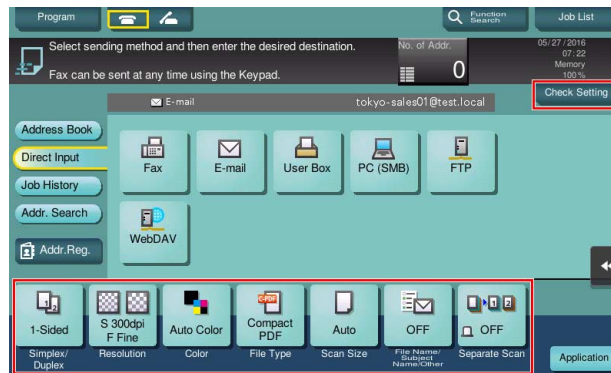 Program
Function
Search
Job List
Select sending method and then enter the desired destination.
Fax can be sent at any time using the Keypad.
No. of Addr.
0
05/27/2016
07:22
Memory
100%
Check Setting
E-mail
tokyo-sales01@test.local
Address Book
Direct Input
Job History
Addr. Search
Addr.Reg.
Fax
E-mail
User Box
PC (SMB)
FTP
WebDAV
1-Sided
S 300dpi
F Fine
Auto Color
C-PDF
Compact
PDF
Auto
OFF
OFF
Simplex/
Duplex
Resolution
Color
File Type
Scan Size
File Name/
Subject
Name/Other
Separate Scan
Application